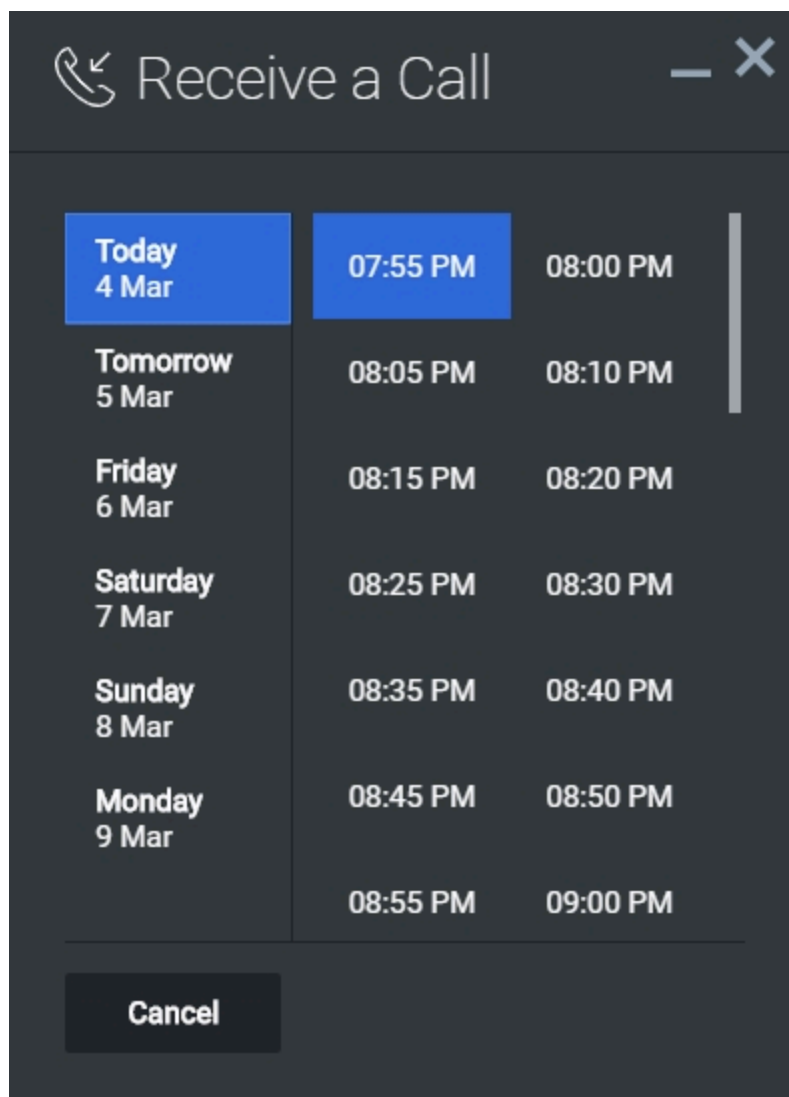 Receive a Call
Today
4 Mar
Tomorrow
5 Mar
Friday
6 Mar
Saturday
7 Mar
Sunday
8 Mar
Monday
9 Mar
07:55 PM 08:00 PM
08:05 PM 08:10 PM
08:15 PM 08:20 PM
08:25 PM 08:30 PM
08:35 PM 08:40 PM
08:45 PM 08:50 PM
08:55 PM 09:00 PM
Cancel